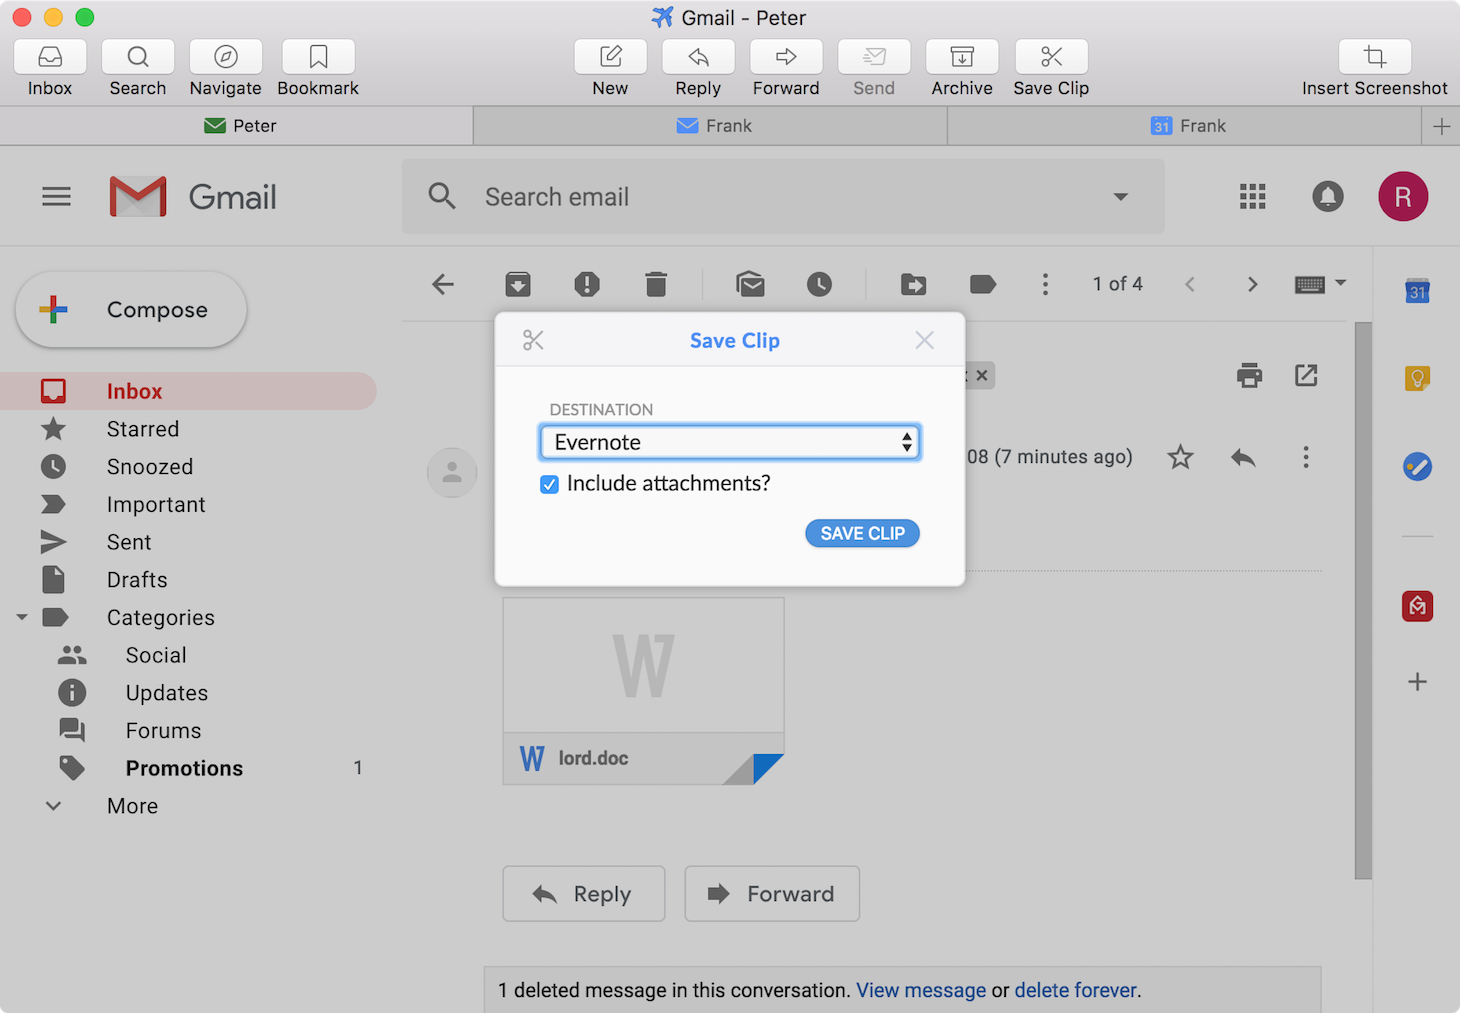 Gmail - Peter
Inbox
Search
Navigate
Bookmark
New
Reply
Forward
Send
Archive
Save Clip
Insert Screenshot
Peter
31 Frank
Frank
Gmail
Search email
R
Compose
1 of 4
31
Save Clip
DESTINATION
Evernote
Include attachments?
SAVE CLIP
08 (7 minutes ago)
Inbox
Starred
Snoozed
Important
Sent
Drafts
Categories
Social
Updates
Forums
Promotions 1
More
W
W lord.doc
Reply
Forward
1 deleted message in this conversation. View message or delete forever.